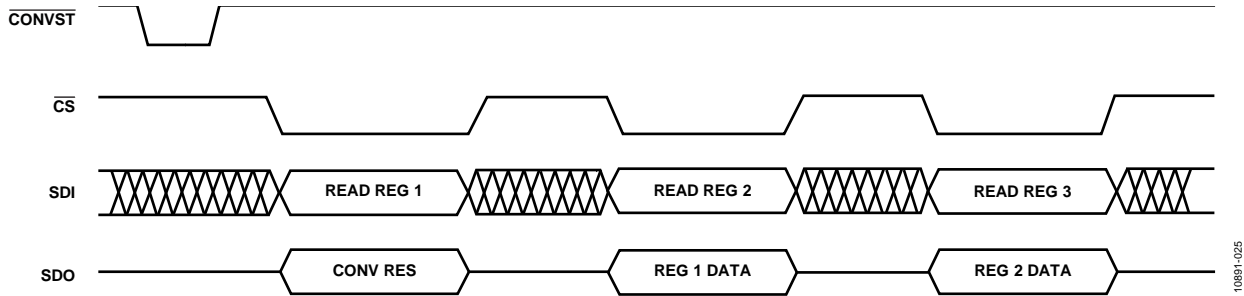 CONVST
CS
SDI READ REG 1 READ REG 2 READ REG 3
SDO CONV RES REG 1 DATA REG 2 DATA
10891-025